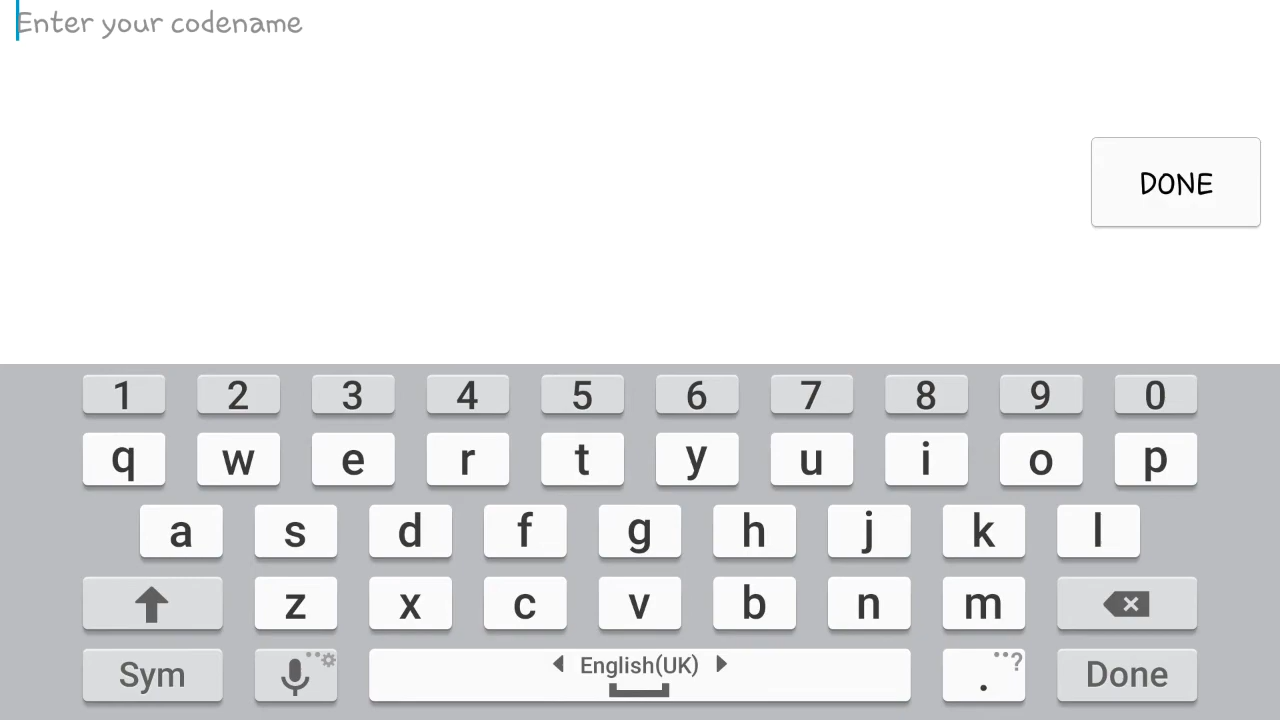 Enter your codename
DONE
1 2 3 4 5 6 7 8 9 0
q w e r t y u i o p
a s d f g h j k l
z x c v b n m
Sym English(UK) . ? Done